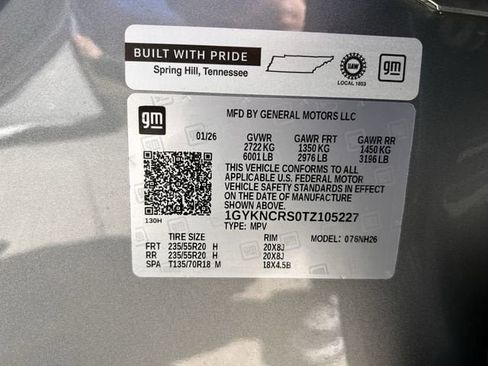 BUILT WITH PRIDE
Spring Hill, Tennessee
UAW
LOCAL 1853
gm
gm
MFD BY GENERAL MOTORS LLC
01/26 GVWR GAWR FRT GAWR RR
2722 KG 1350 KG 1450 KG
6001 LB 2976 LB 3196 LB
THIS VEHICLE CONFORMS TO ALL
APPLICABLE U.S. FEDERAL MOTOR
VEHICLE SAFETY STANDARDS IN EFFECT
ON THE DATE OF MANUFACTURE
SHOWN ABOVE.
1GYKNCRS0TZ105227
130H TYPE: MPV
TIRE SIZE RIM MODEL: 076NH26
FRT 235/55R20 H 20X8J
RR 235/55R20 H 20X8J
SPA T135/70R18 M 18X4.5B